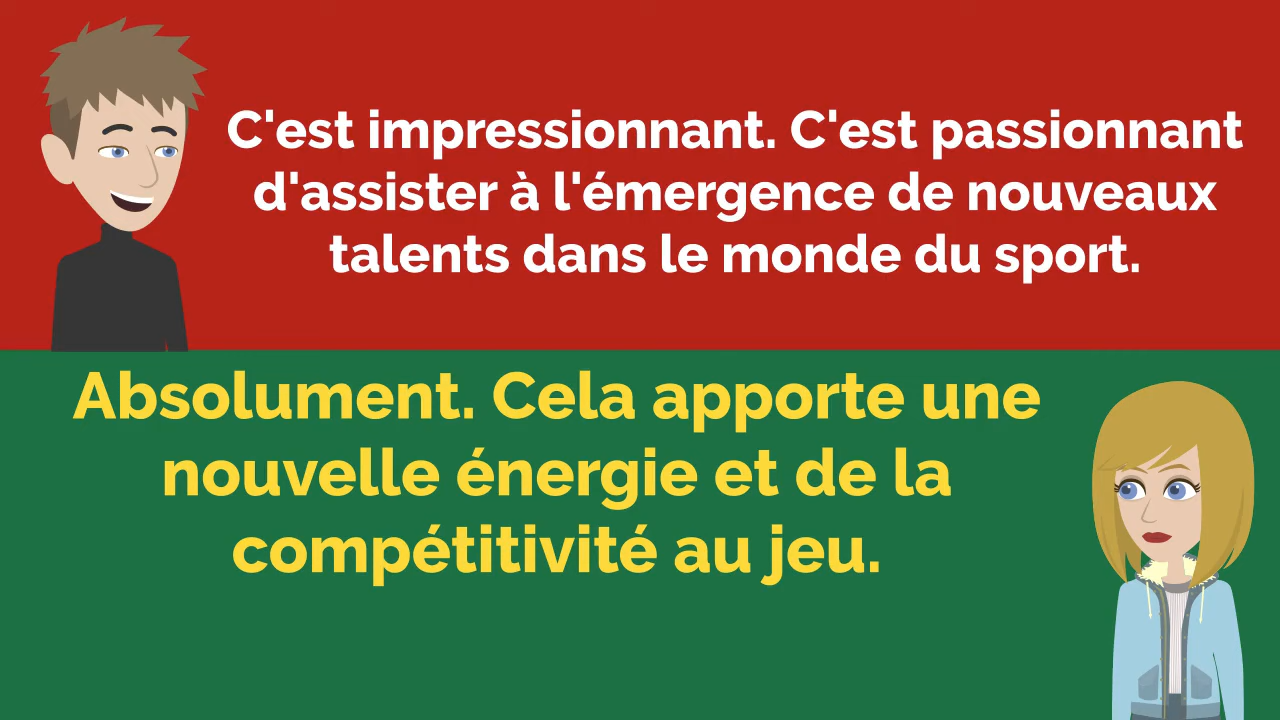 C'est impressionnant. C'est passionnant
d'assister à l'émergence de nouveaux
talents dans le monde du sport.
Absolument. Cela apporte une
nouvelle énergie et de la
compétitivité au jeu.